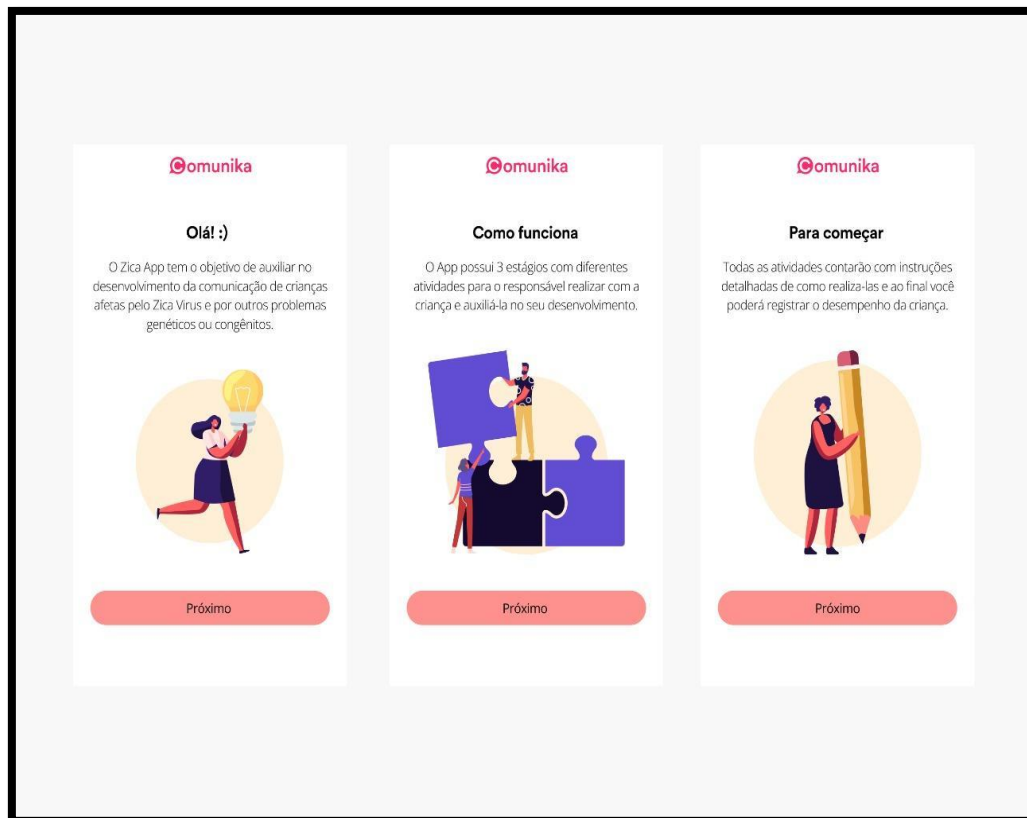 Comunika
Olá! :)
O Zica App tem o objetivo de auxiliar no
desenvolvimento da comunicação de crianças
afetas pelo Zica Virus e por outros problemas
genéticos ou congênitos.
Próximo
Comunika
Como funciona
O App possui 3 estágios com diferentes
atividades para o responsável realizar com a
criança e auxiliá-la no seu desenvolvimento.
Próximo
Comunika
Para começar
Todas as atividades contarão com instruções
detalhadas de como realiza-las e ao final você
poderá registrar o desempenho da criança.
Próximo